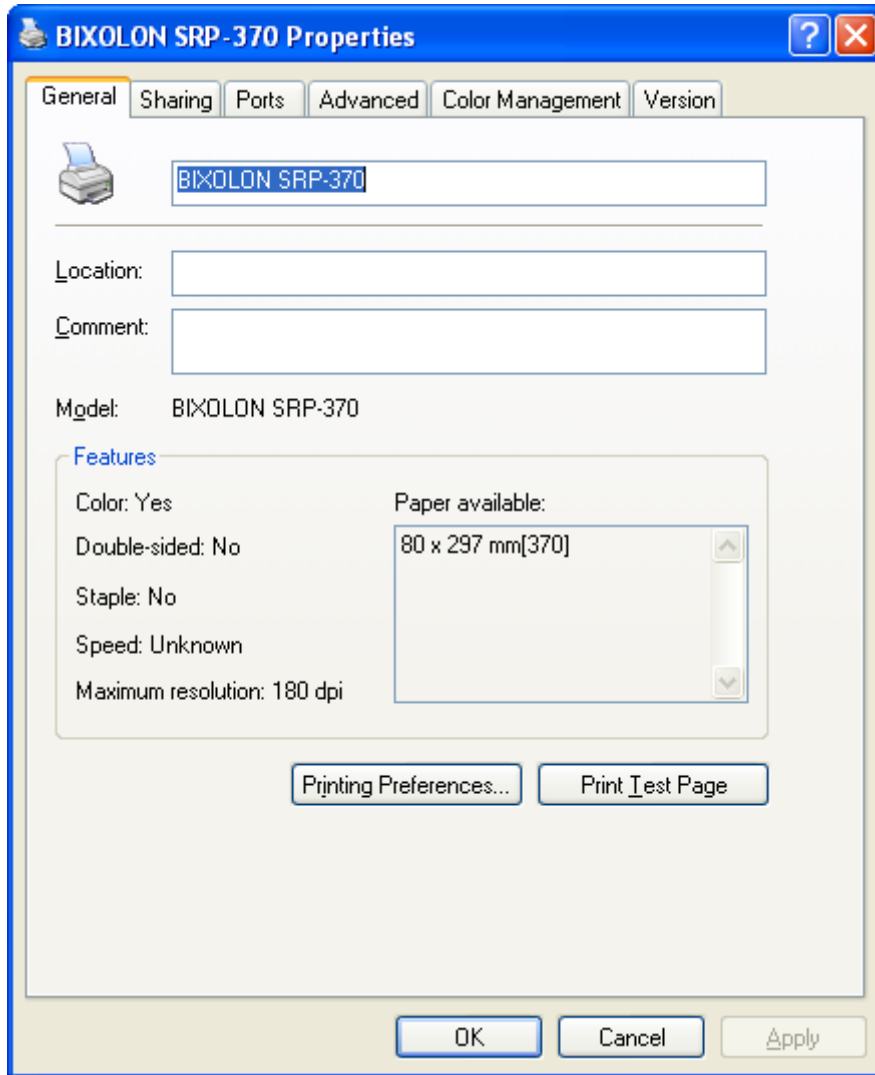 BIXOLON SRP-370 Properties
General Sharing Ports Advanced Color Management Version
BIXOLON SRP-370
Location:
Comment:
Model: BIXOLON SRP-370
Features
Color: Yes
Paper available:
Double-sided: No
80 x 297 mm[370]
Staple: No
Speed: Unknown
Maximum resolution: 180 dpi
Printing Preferences... Print Test Page
OK Cancel Apply